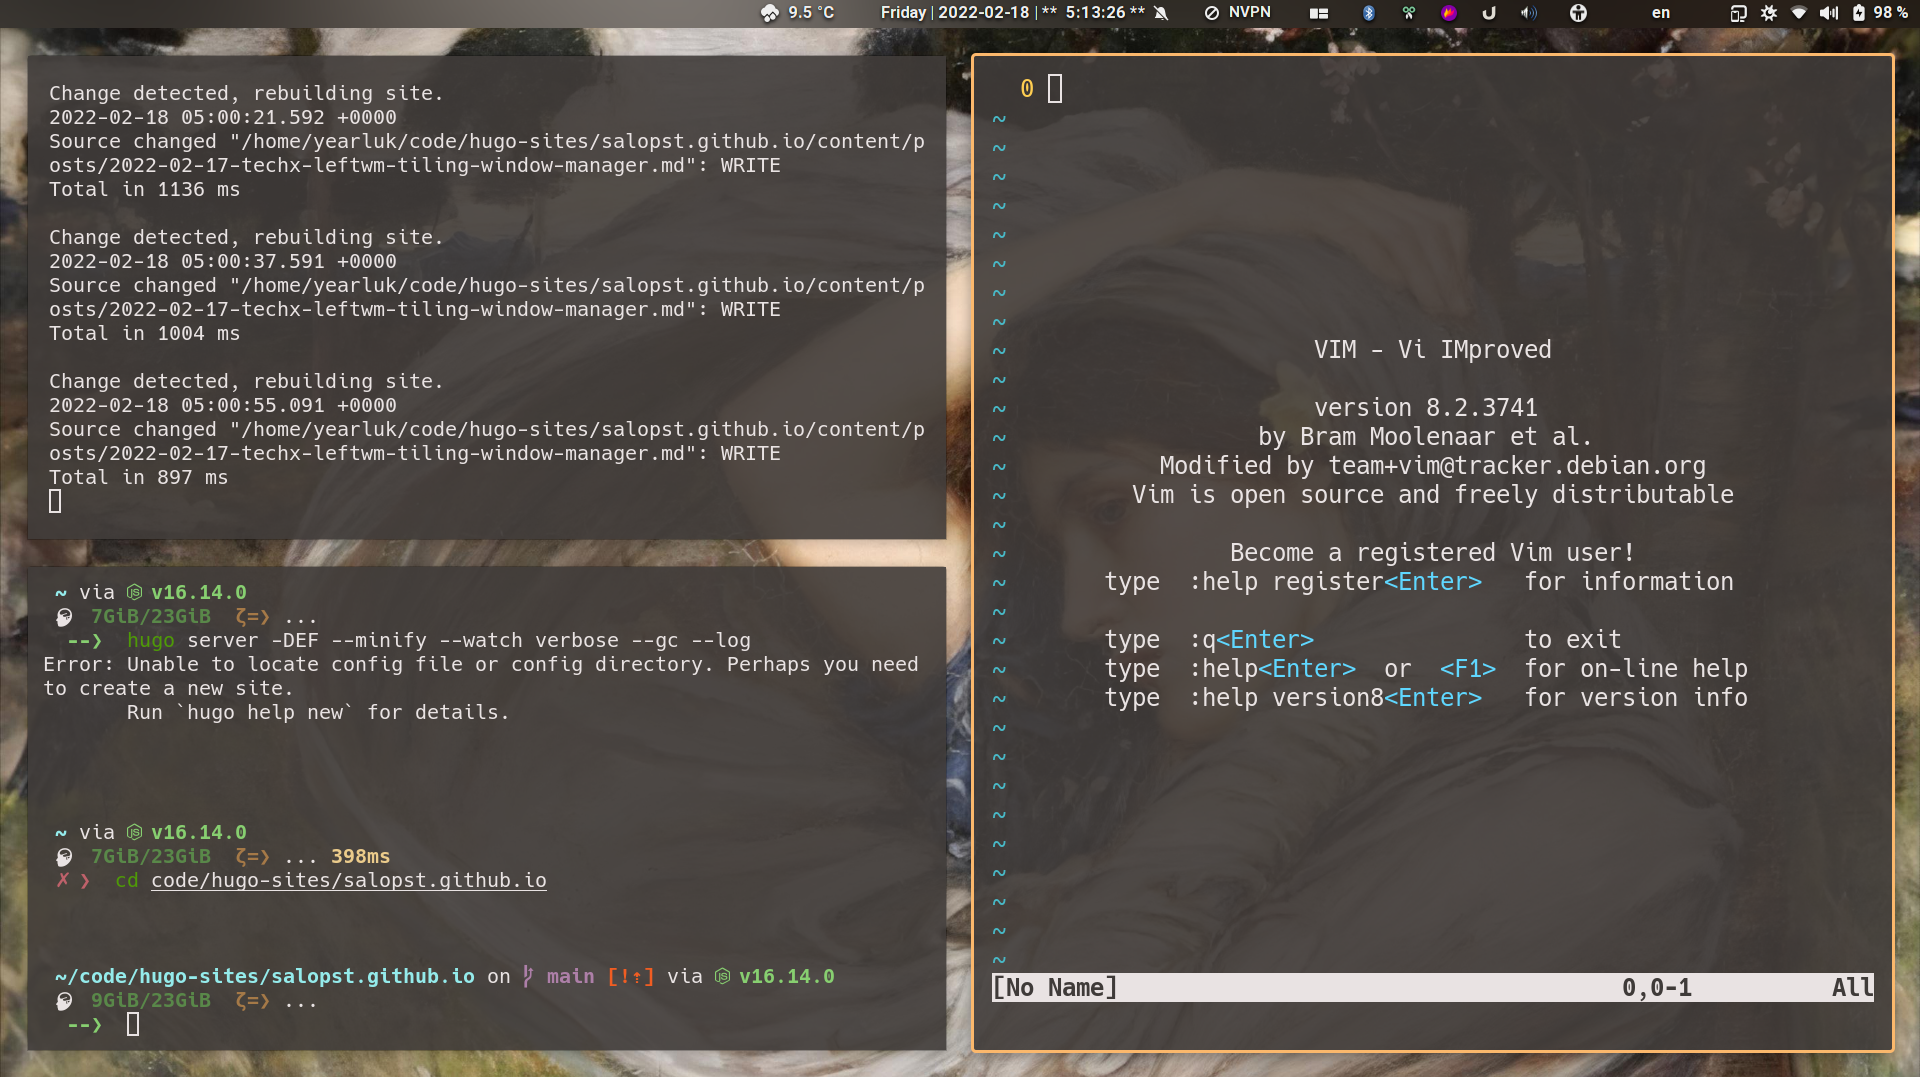 9.5 °C Friday | 2022-02-18 | ** 5:13:26 ** NVPN en 98 %
Change detected, rebuilding site.
2022-02-18 05:00:21.592 +0000
Source changed "/home/yearluk/code/hugo-sites/salopst.github.io/content/p
osts/2022-02-17-techx-leftwm-tiling-window-manager.md": WRITE
Total in 1136 ms
Change detected, rebuilding site.
2022-02-18 05:00:37.591 +0000
Source changed "/home/yearluk/code/hugo-sites/salopst.github.io/content/p
osts/2022-02-17-techx-leftwm-tiling-window-manager.md": WRITE
Total in 1004 ms
Change detected, rebuilding site.
2022-02-18 05:00:55.091 +0000
Source changed "/home/yearluk/code/hugo-sites/salopst.github.io/content/p
osts/2022-02-17-techx-leftwm-tiling-window-manager.md": WRITE
Total in 897 ms
~ via v16.14.0
7GiB/23GiB ζ=❯ ...
--❯ hugo server -DEF --minify --watch verbose --gc --log
Error: Unable to locate config file or config directory. Perhaps you need
to create a new site.
Run `hugo help new` for details.
~ via v16.14.0
7GiB/23GiB ζ=❯ ... 398ms
✗ ❯ cd code/hugo-sites/salopst.github.io
~/code/hugo-sites/salopst.github.io on main [!⇡] via v16.14.0
9GiB/23GiB ζ=❯ ...
--❯
0
~
~
~
~
~
~
~
~
~ VIM - Vi IMproved
~
~ version 8.2.3741
~ by Bram Moolenaar et al.
~ Modified by team+vim@tracker.debian.org
~ Vim is open source and freely distributable
~
~ Become a registered Vim user!
~ type :help register<Enter> for information
~
~ type :q<Enter> to exit
~ type :help<Enter> or <F1> for on-line help
~ type :help version8<Enter> for version info
~
~
~
~
~
~
~
~
~
[No Name] 0,0-1 All